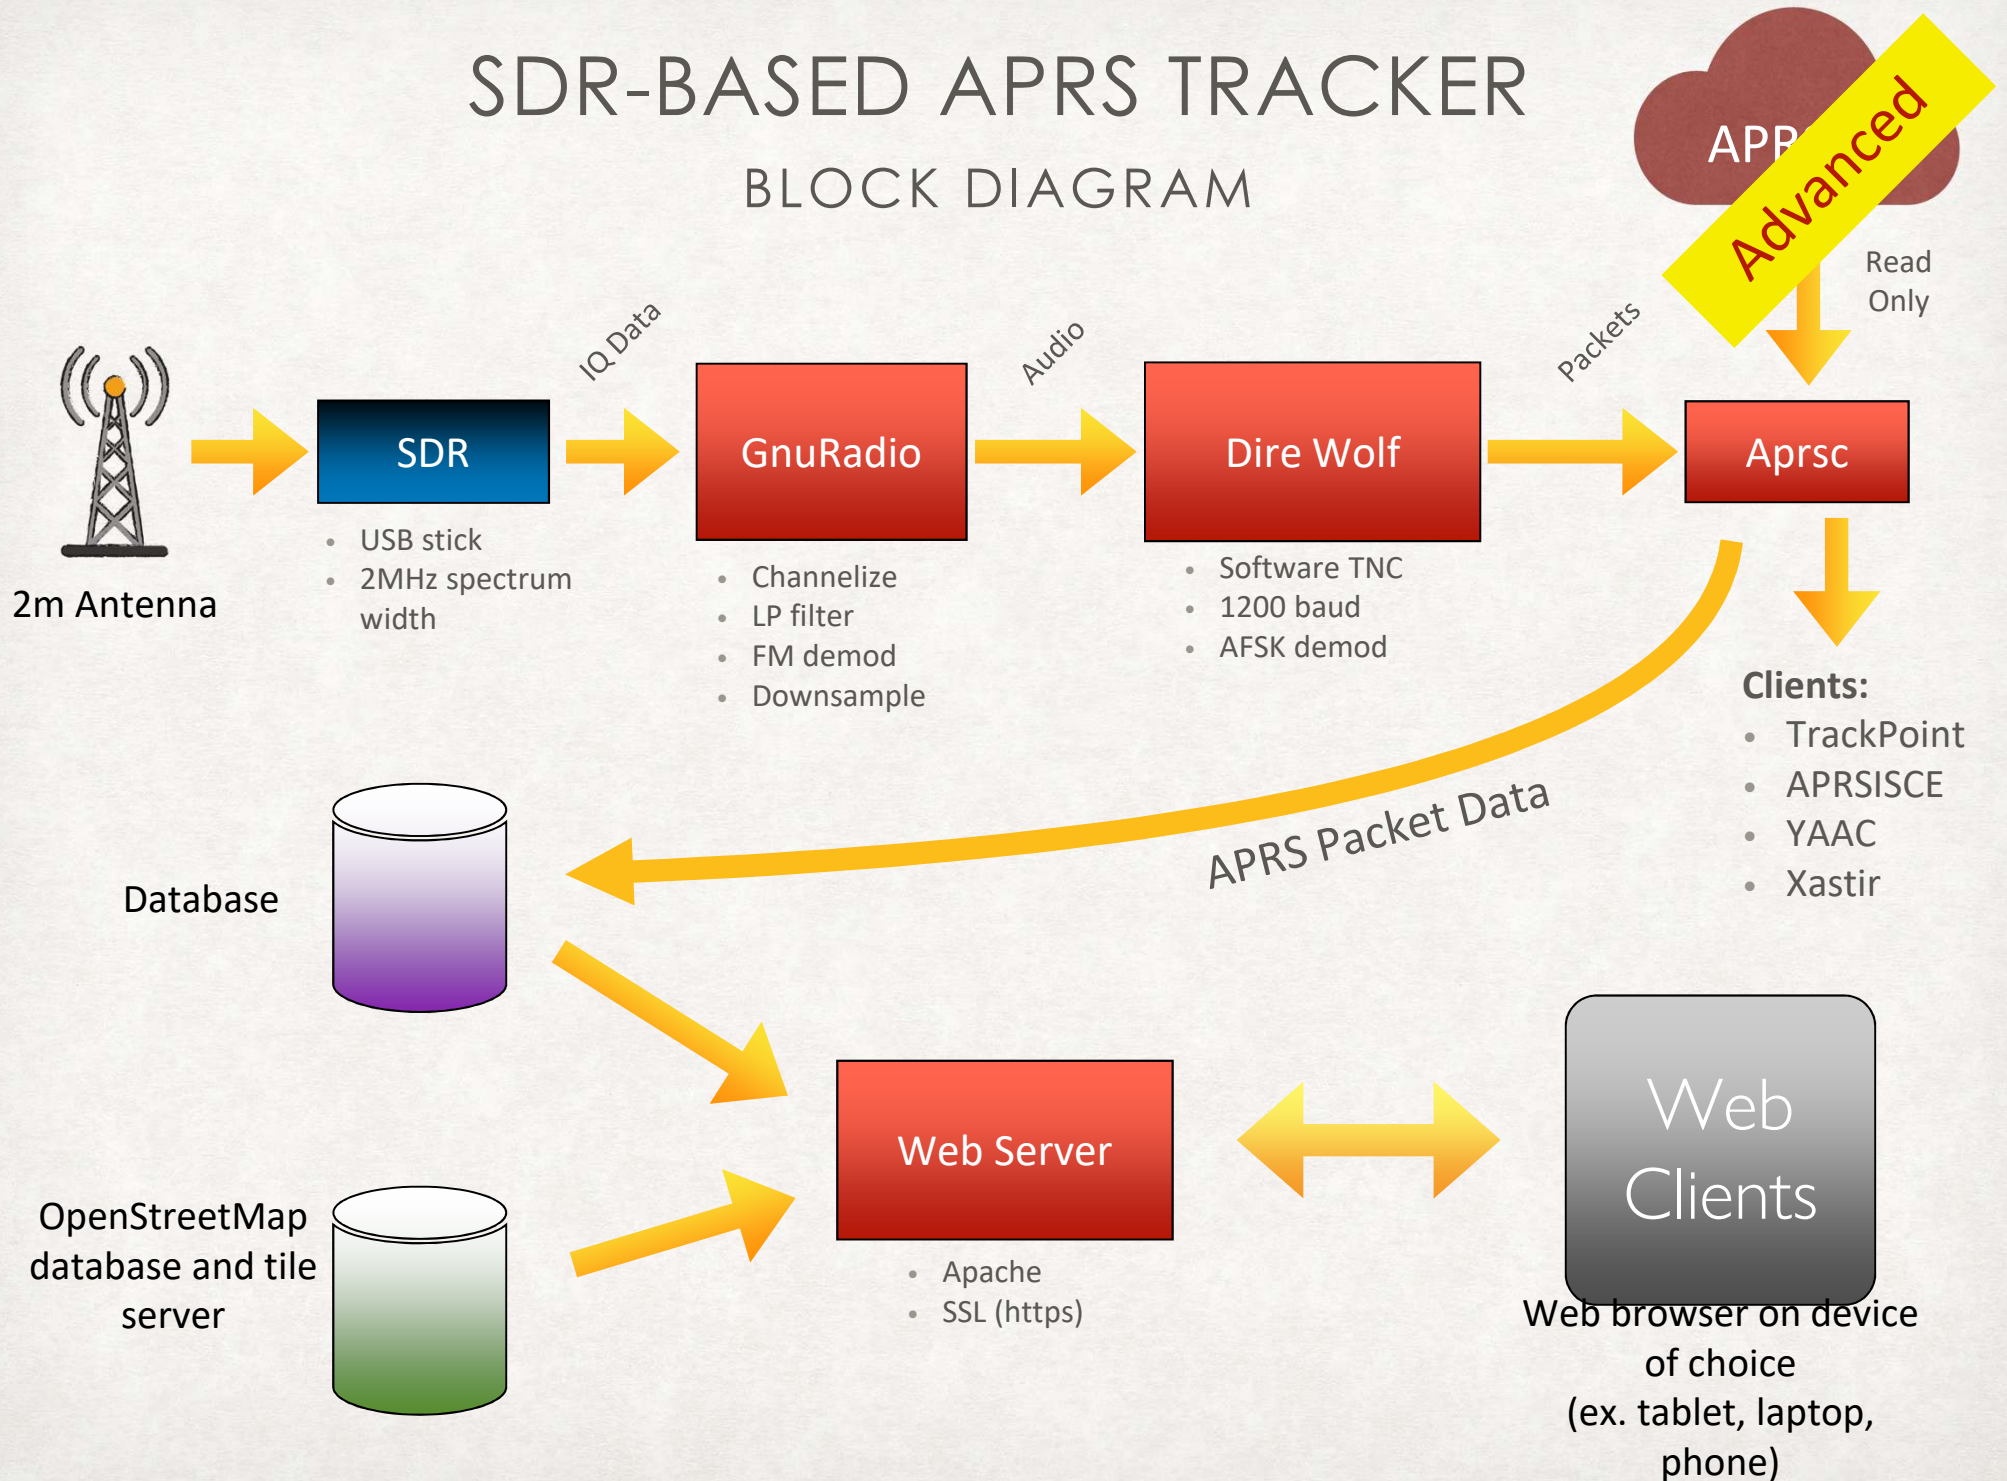 SDR-BASED APRS TRACKER
BLOCK DIAGRAM
Advanced
Read
Only
IQ Data
Audio
Packets
SDR
GnuRadio
Dire Wolf
Aprsc
2m Antenna
• USB stick
• 2MHz spectrum
width
• Channelize
• LP filter
• FM demod
• Downsample
• Software TNC
• 1200 baud
• AFSK demod
Clients:
• TrackPoint
• APRSISCE
• YAAC
• Xastir
APRS Packet Data
Database
Web Server
• Apache
• SSL (https)
Web
Clients
OpenStreetMap
database and tile
server
Web browser on device
of choice
(ex. tablet, laptop,
phone)